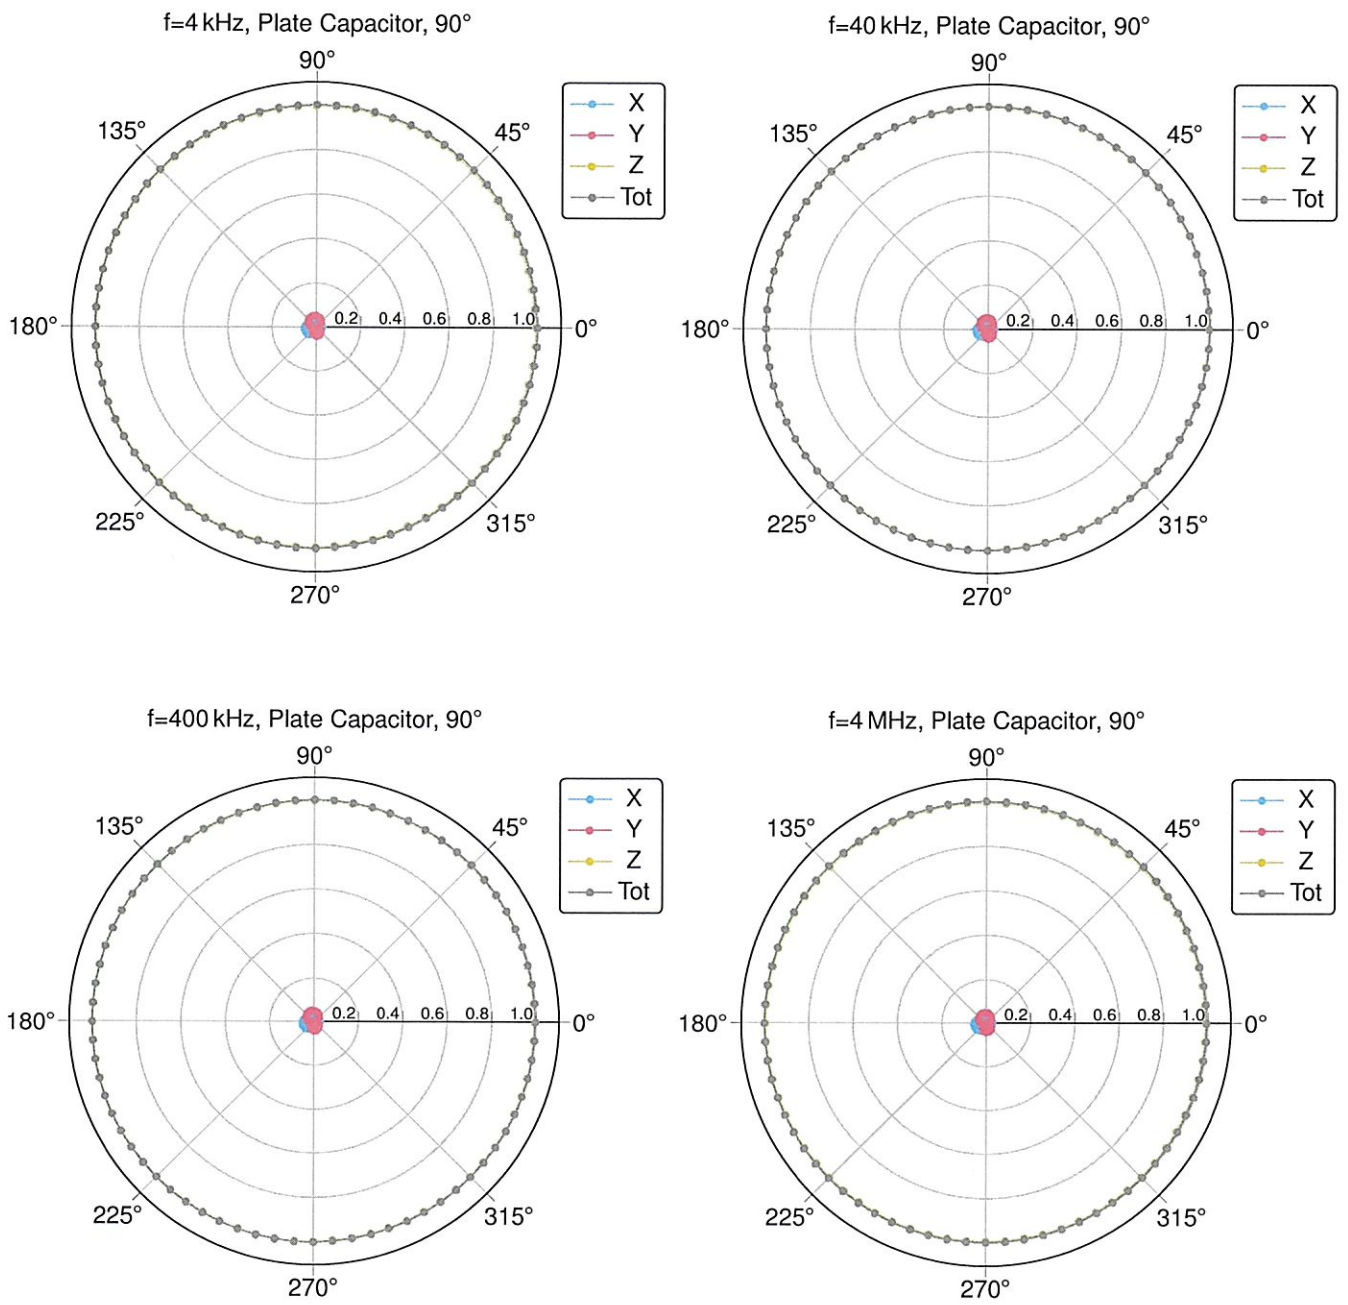 f=4 kHz, Plate Capacitor, 90°
90°
135°
45°
180°
0.2 0.4 0.6 0.8 1.0
0°
225°
315°
270°
X
Y
Z
Tot
f=40 kHz, Plate Capacitor, 90°
90°
135°
45°
180°
0.2 0.4 0.6 0.8 1.0
0°
225°
315°
270°
X
Y
Z
Tot
f=400 kHz, Plate Capacitor, 90°
90°
135°
45°
180°
0.2 0.4 0.6 0.8 1.0
0°
225°
315°
270°
X
Y
Z
Tot
f=4 MHz, Plate Capacitor, 90°
90°
135°
45°
180°
0.2 0.4 0.6 0.8 1.0
0°
225°
315°
270°
X
Y
Z
Tot